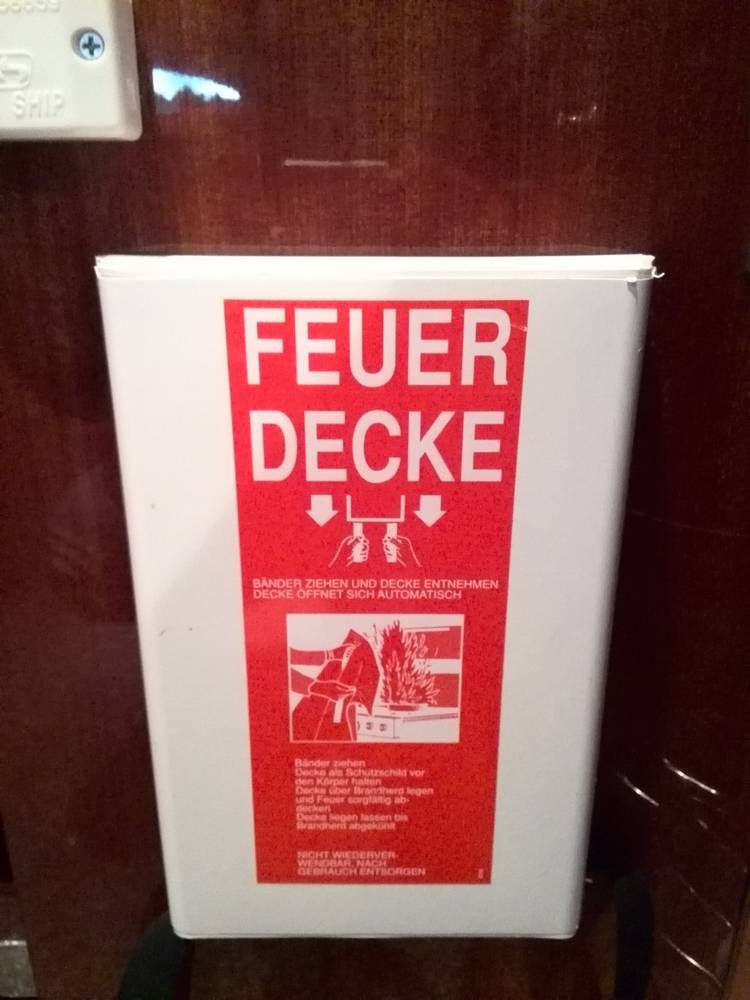 SHIP
FEUER
DECKE
BÄNDER ZIEHEN UND DECKE ENTNEHMEN
DECKE ÖFFNET SICH AUTOMATISCH
Bänder ziehen
Decke als Schutzschild vor
den Körper halten
Decke über Brandherd legen
und Feuer sorgfältig ab-
decken
Decke liegen lassen bis
Brandherd abgekühlt
NICHT WIEDERVER-
WENDBAR. NACH
GEBRAUCH ENTSORGEN